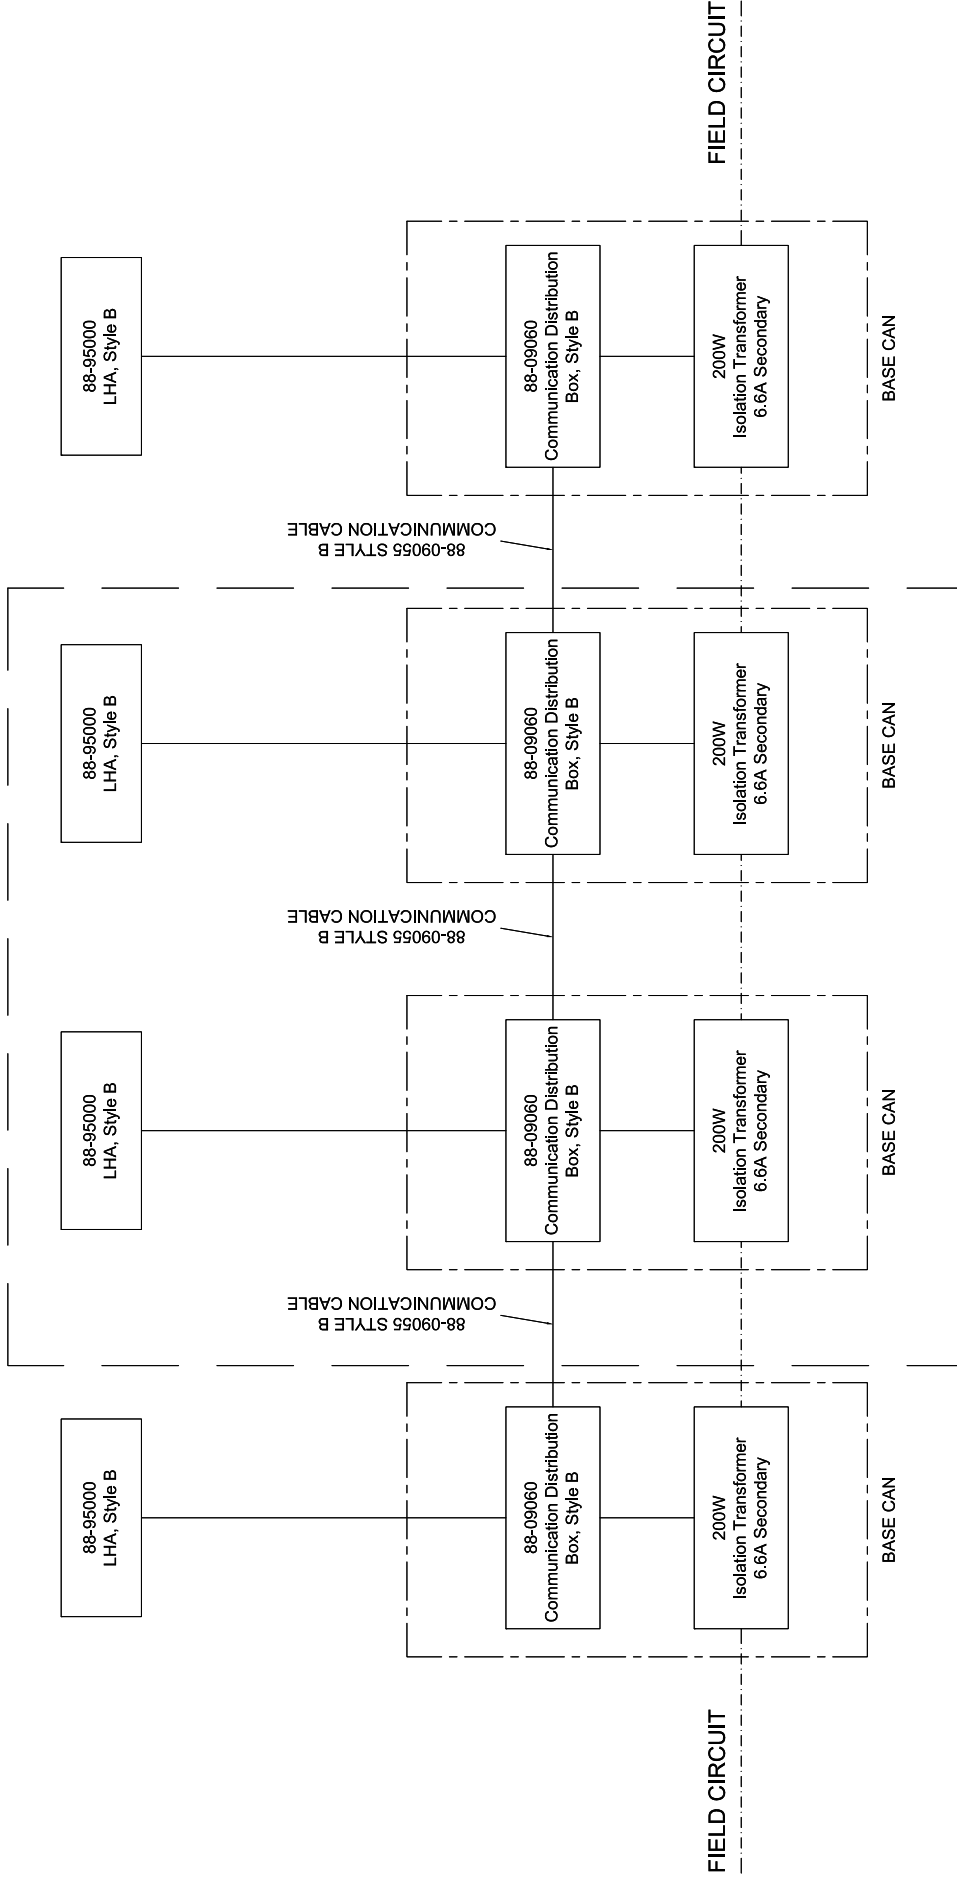 88-95000
LHA, Style B
88-95000
LHA, Style B
88-95000
LHA, Style B
88-95000
LHA, Style B
88-09055 STYLE B
COMMUNICATION CABLE
88-09055 STYLE B
COMMUNICATION CABLE
88-09055 STYLE B
COMMUNICATION CABLE
88-09060
Communication Distribution
Box, Style B
88-09060
Communication Distribution
Box, Style B
88-09060
Communication Distribution
Box, Style B
88-09060
Communication Distribution
Box, Style B
FIELD CIRCUIT
200W
Isolation Transformer
6.6A Secondary
200W
Isolation Transformer
6.6A Secondary
200W
Isolation Transformer
6.6A Secondary
200W
Isolation Transformer
6.6A Secondary
FIELD CIRCUIT
BASE CAN
BASE CAN
BASE CAN
BASE CAN